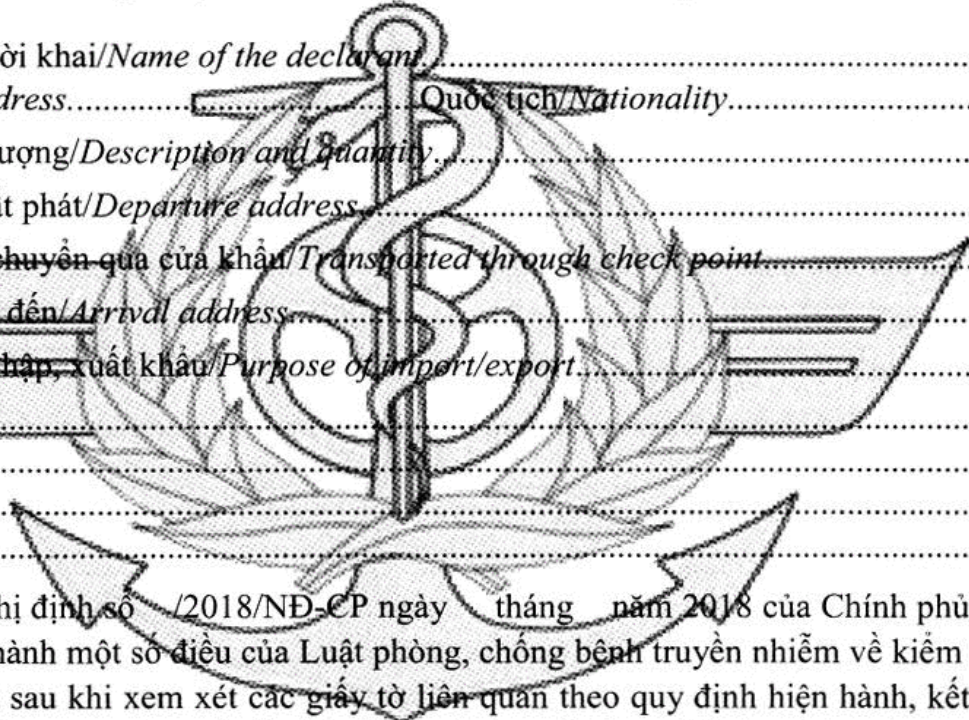 ời khai/Name of the declarant
dress Quốc tịch/Nationality
ượng/Description and quantity
ất phát/Departure address
chuyển qua cửa khẩu/Transported through check point
đến/Arrival address
hập, xuất khẩu/Purpose of import/export
hị định số /2018/NĐ-CP ngày tháng năm 2018 của Chính phủ
hành một số điều của Luật phòng, chống bệnh truyền nhiễm về kiểm
sau khi xem xét các giấy tờ liên quan theo quy định hiện hành, kết